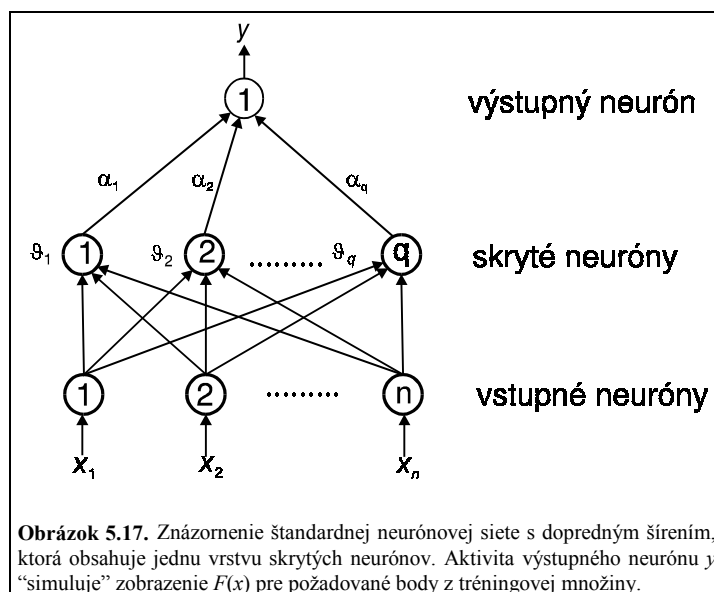 y
1 výstupný neurón
α1 α2 αq
ϑ1 1 ϑ2 2 ......... ϑq q skryté neuróny
1 2 ......... n vstupné neuróny
x1 x2 xn
Obrázok 5.17. Znázornenie štandardnej neurónovej siete s dopredným šírením,
ktorá obsahuje jednu vrstvu skrytých neurónov. Aktivita výstupného neurónu y
“simuluje” zobrazenie F(x) pre požadované body z tréningovej množiny.